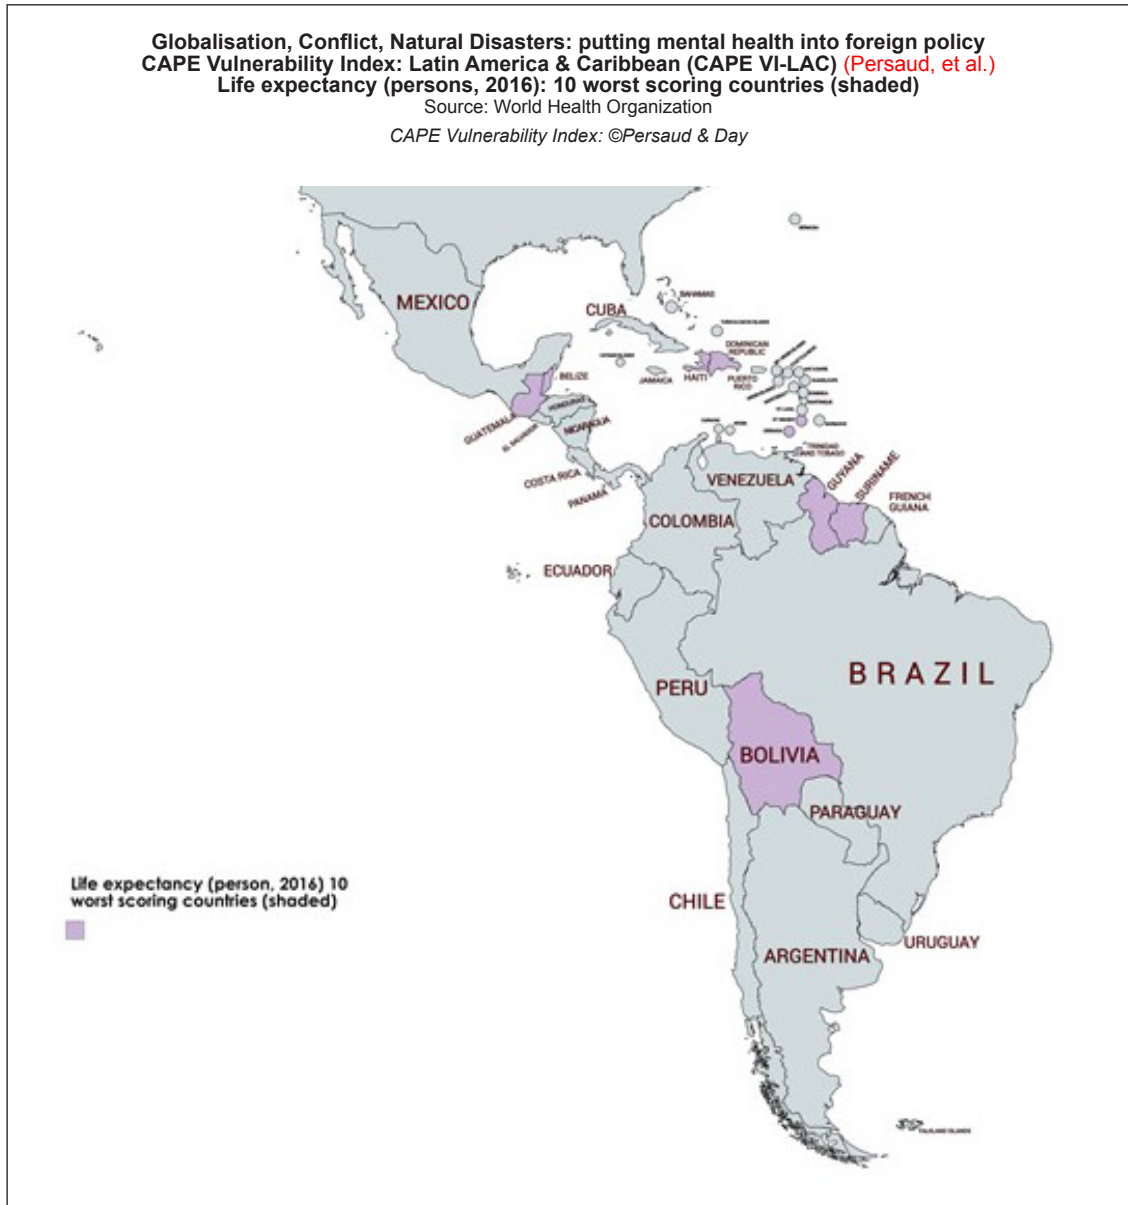 Globalisation, Conflict, Natural Disasters: putting mental health into foreign policy
CAPE Vulnerability Index: Latin America & Caribbean (CAPE VI-LAC) (Persaud, et al.)
Life expectancy (persons, 2016): 10 worst scoring countries (shaded)
Source: World Health Organization
CAPE Vulnerability Index: ©Persaud & Day
BERMUDA
MEXICO
CUBA
BAHAMAS
DOMINICAN
REPUBLIC
JAMAICA
HAITI
PUERTO
RICO
BELIZE
HONDURAS
GUATEMALA
EL SALVADOR
NICARAGUA
COSTA RICA
PANAMA
TRINIDAD
AND TOBAGO
VENEZUELA
GUYANA
SURINAME
FRENCH
GUIANA
COLOMBIA
ECUADOR
BRAZIL
PERU
BOLIVIA
PARAGUAY
Life expectancy (person, 2016) 10
worst scoring countries (shaded)
CHILE
ARGENTINA
URUGUAY
FALKLAND ISLANDS